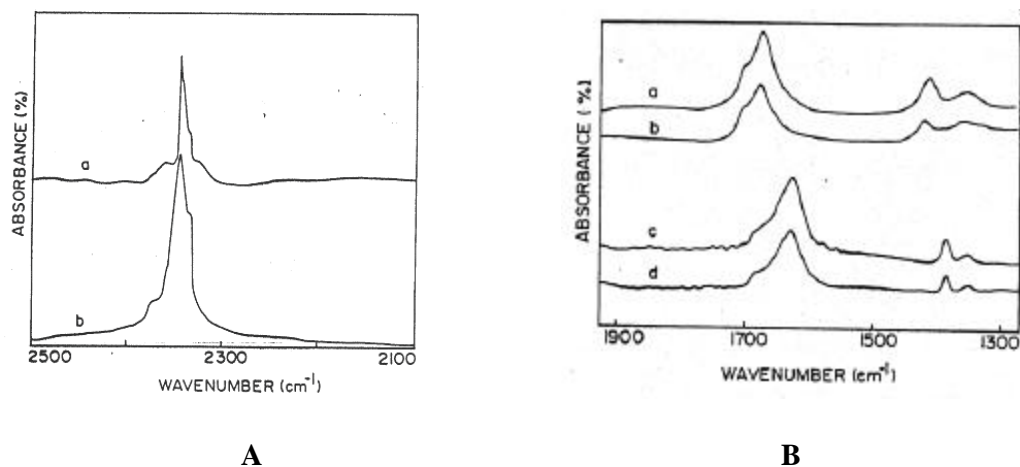 ABSORBANCE (%)
a
b
2500 2300 2100
WAVENUMBER (cm⁻¹)
A
ABSORBANCE (%)
a
b
c
d
1900 1700 1500 1300
WAVENUMBER (cm⁻¹)
B